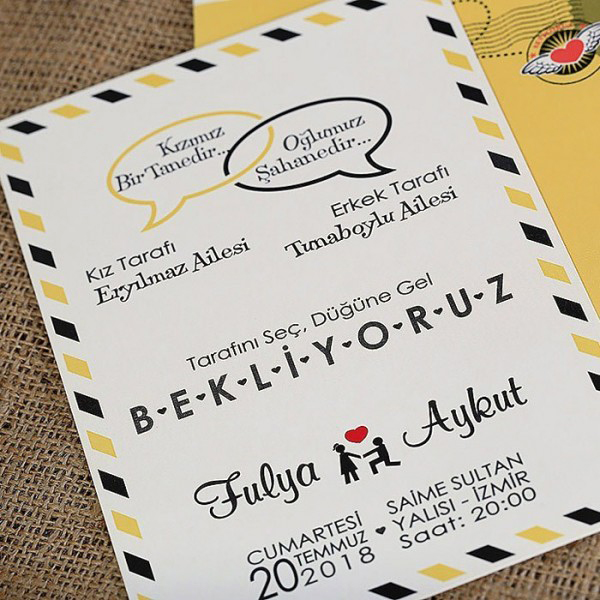 Kızımız
Bir Tanedir...
Oğlumuz
Şahanedir...
Kız Tarafı
Eryılmaz Ailesi
Erkek Tarafı
Tunaboylu Ailesi
Tarafını Seç, Düğüne Gel
B•E•K•L•İ•Y•O•R•U•Z
Fulya
Aykut
CUMARTESİ
20 TEMMUZ
2018
SAİME SULTAN
YALISI - İZMİR
Saat: 20:00